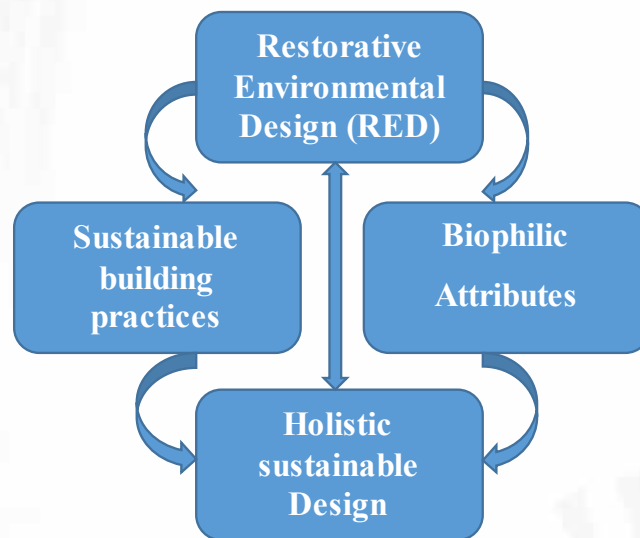 Restorative
Environmental
Design (RED)
Sustainable
building
practices
Biophilic
Attributes
Holistic
sustainable
Design